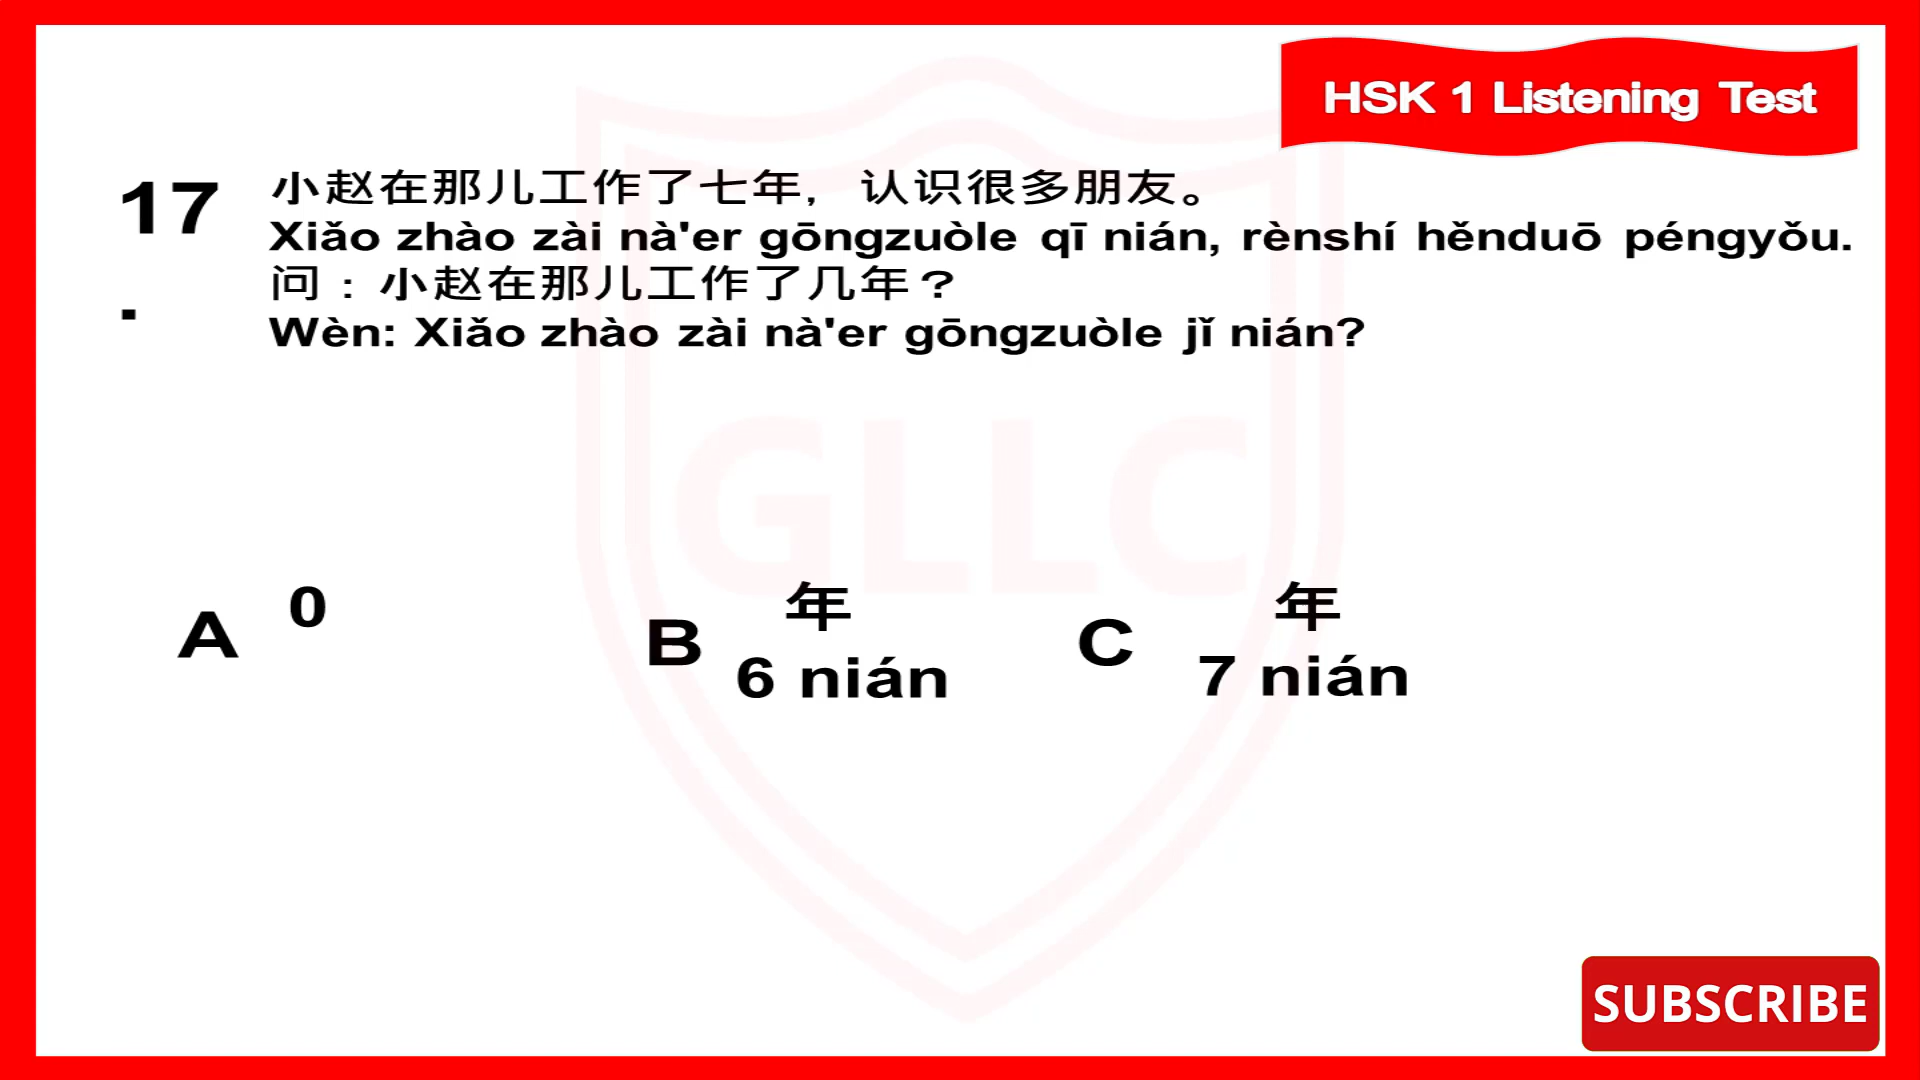 HSK 1 Listening Test
17
.
小赵在那儿工作了七年，认识很多朋友。
Xiǎo zhào zài nà'er gōngzuòle qī nián, rènshí hěnduō péngyǒu.
问：小赵在那儿工作了几年？
Wèn: Xiǎo zhào zài nà'er gōngzuòle jǐ nián?
GLLC
A
0
B
年
6 nián
C
年
7 nián
SUBSCRIBE